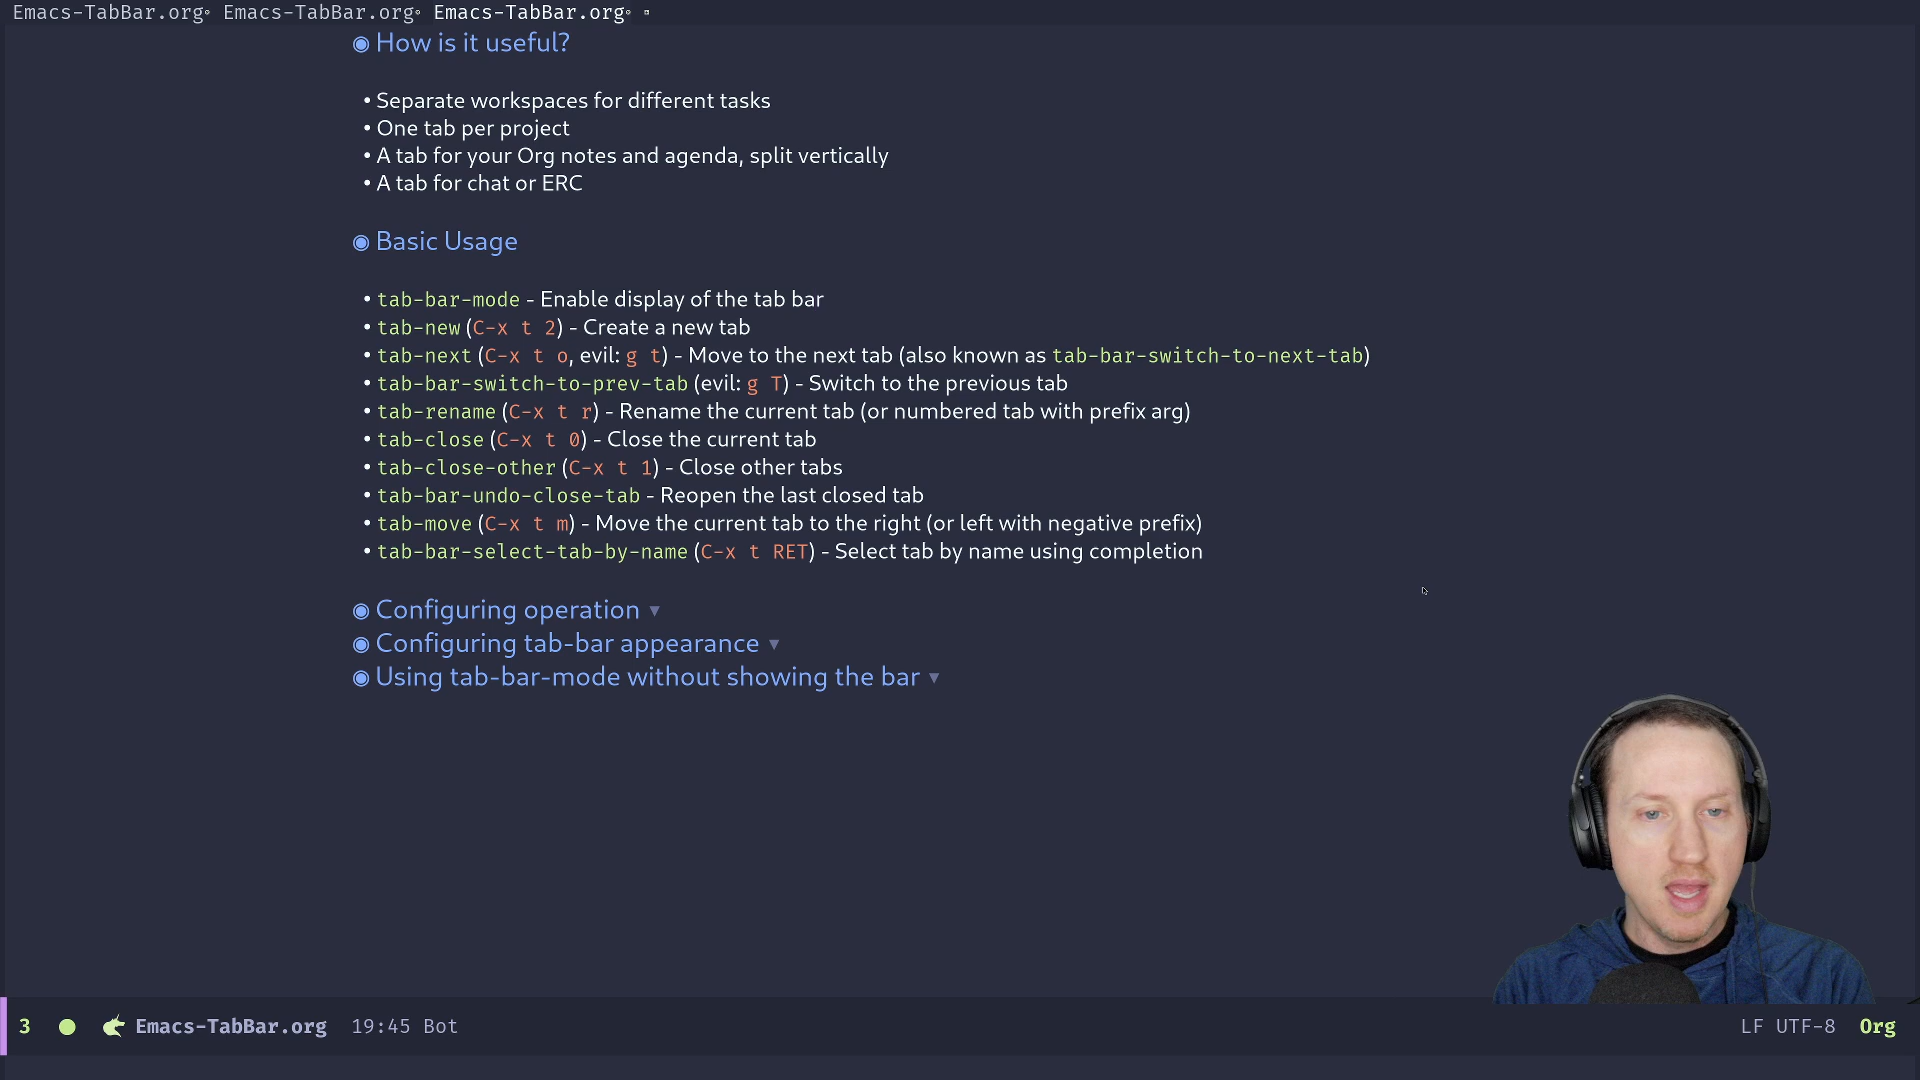 Emacs-TabBar.org Emacs-TabBar.org Emacs-TabBar.org
How is it useful?
• Separate workspaces for different tasks
• One tab per project
• A tab for your Org notes and agenda, split vertically
• A tab for chat or ERC
Basic Usage
• tab-bar-mode - Enable display of the tab bar
• tab-new (C-x t 2) - Create a new tab
• tab-next (C-x t o, evil: g t) - Move to the next tab (also known as tab-bar-switch-to-next-tab)
• tab-bar-switch-to-prev-tab (evil: g T) - Switch to the previous tab
• tab-rename (C-x t r) - Rename the current tab (or numbered tab with prefix arg)
• tab-close (C-x t 0) - Close the current tab
• tab-close-other (C-x t 1) - Close other tabs
• tab-bar-undo-close-tab - Reopen the last closed tab
• tab-move (C-x t m) - Move the current tab to the right (or left with negative prefix)
• tab-bar-select-tab-by-name (C-x t RET) - Select tab by name using completion
Configuring operation ▾
Configuring tab-bar appearance ▾
Using tab-bar-mode without showing the bar ▾
3 Emacs-TabBar.org 19:45 Bot LF UTF-8 Org